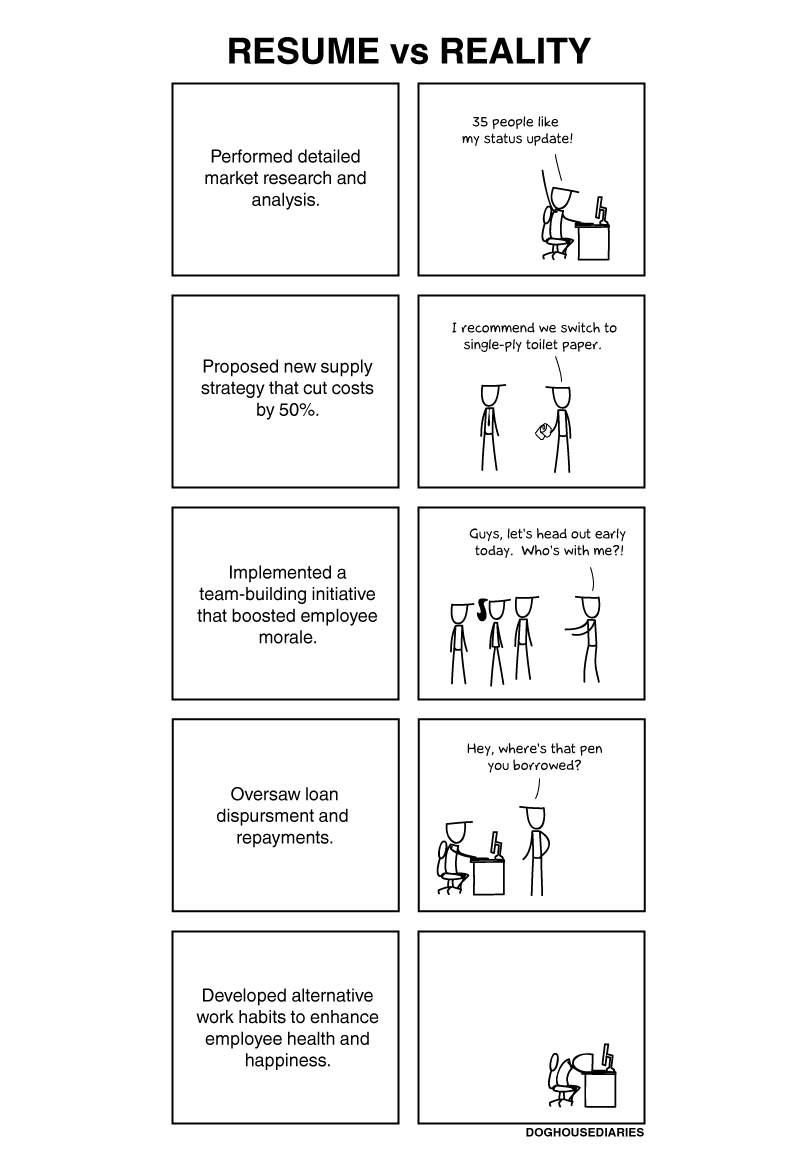 RESUME vs REALITY
Performed detailed
market research and
analysis.
35 people like
my status update!
Proposed new supply
strategy that cut costs
by 50%.
I recommend we switch to
single-ply toilet paper.
Implemented a
team-building initiative
that boosted employee
morale.
Guys, let's head out early
today. Who's with me?!
Oversaw loan
dispursment and
repayments.
Hey, where's that pen
you borrowed?
Developed alternative
work habits to enhance
employee health and
happiness.
DOGHOUSEDIARIES